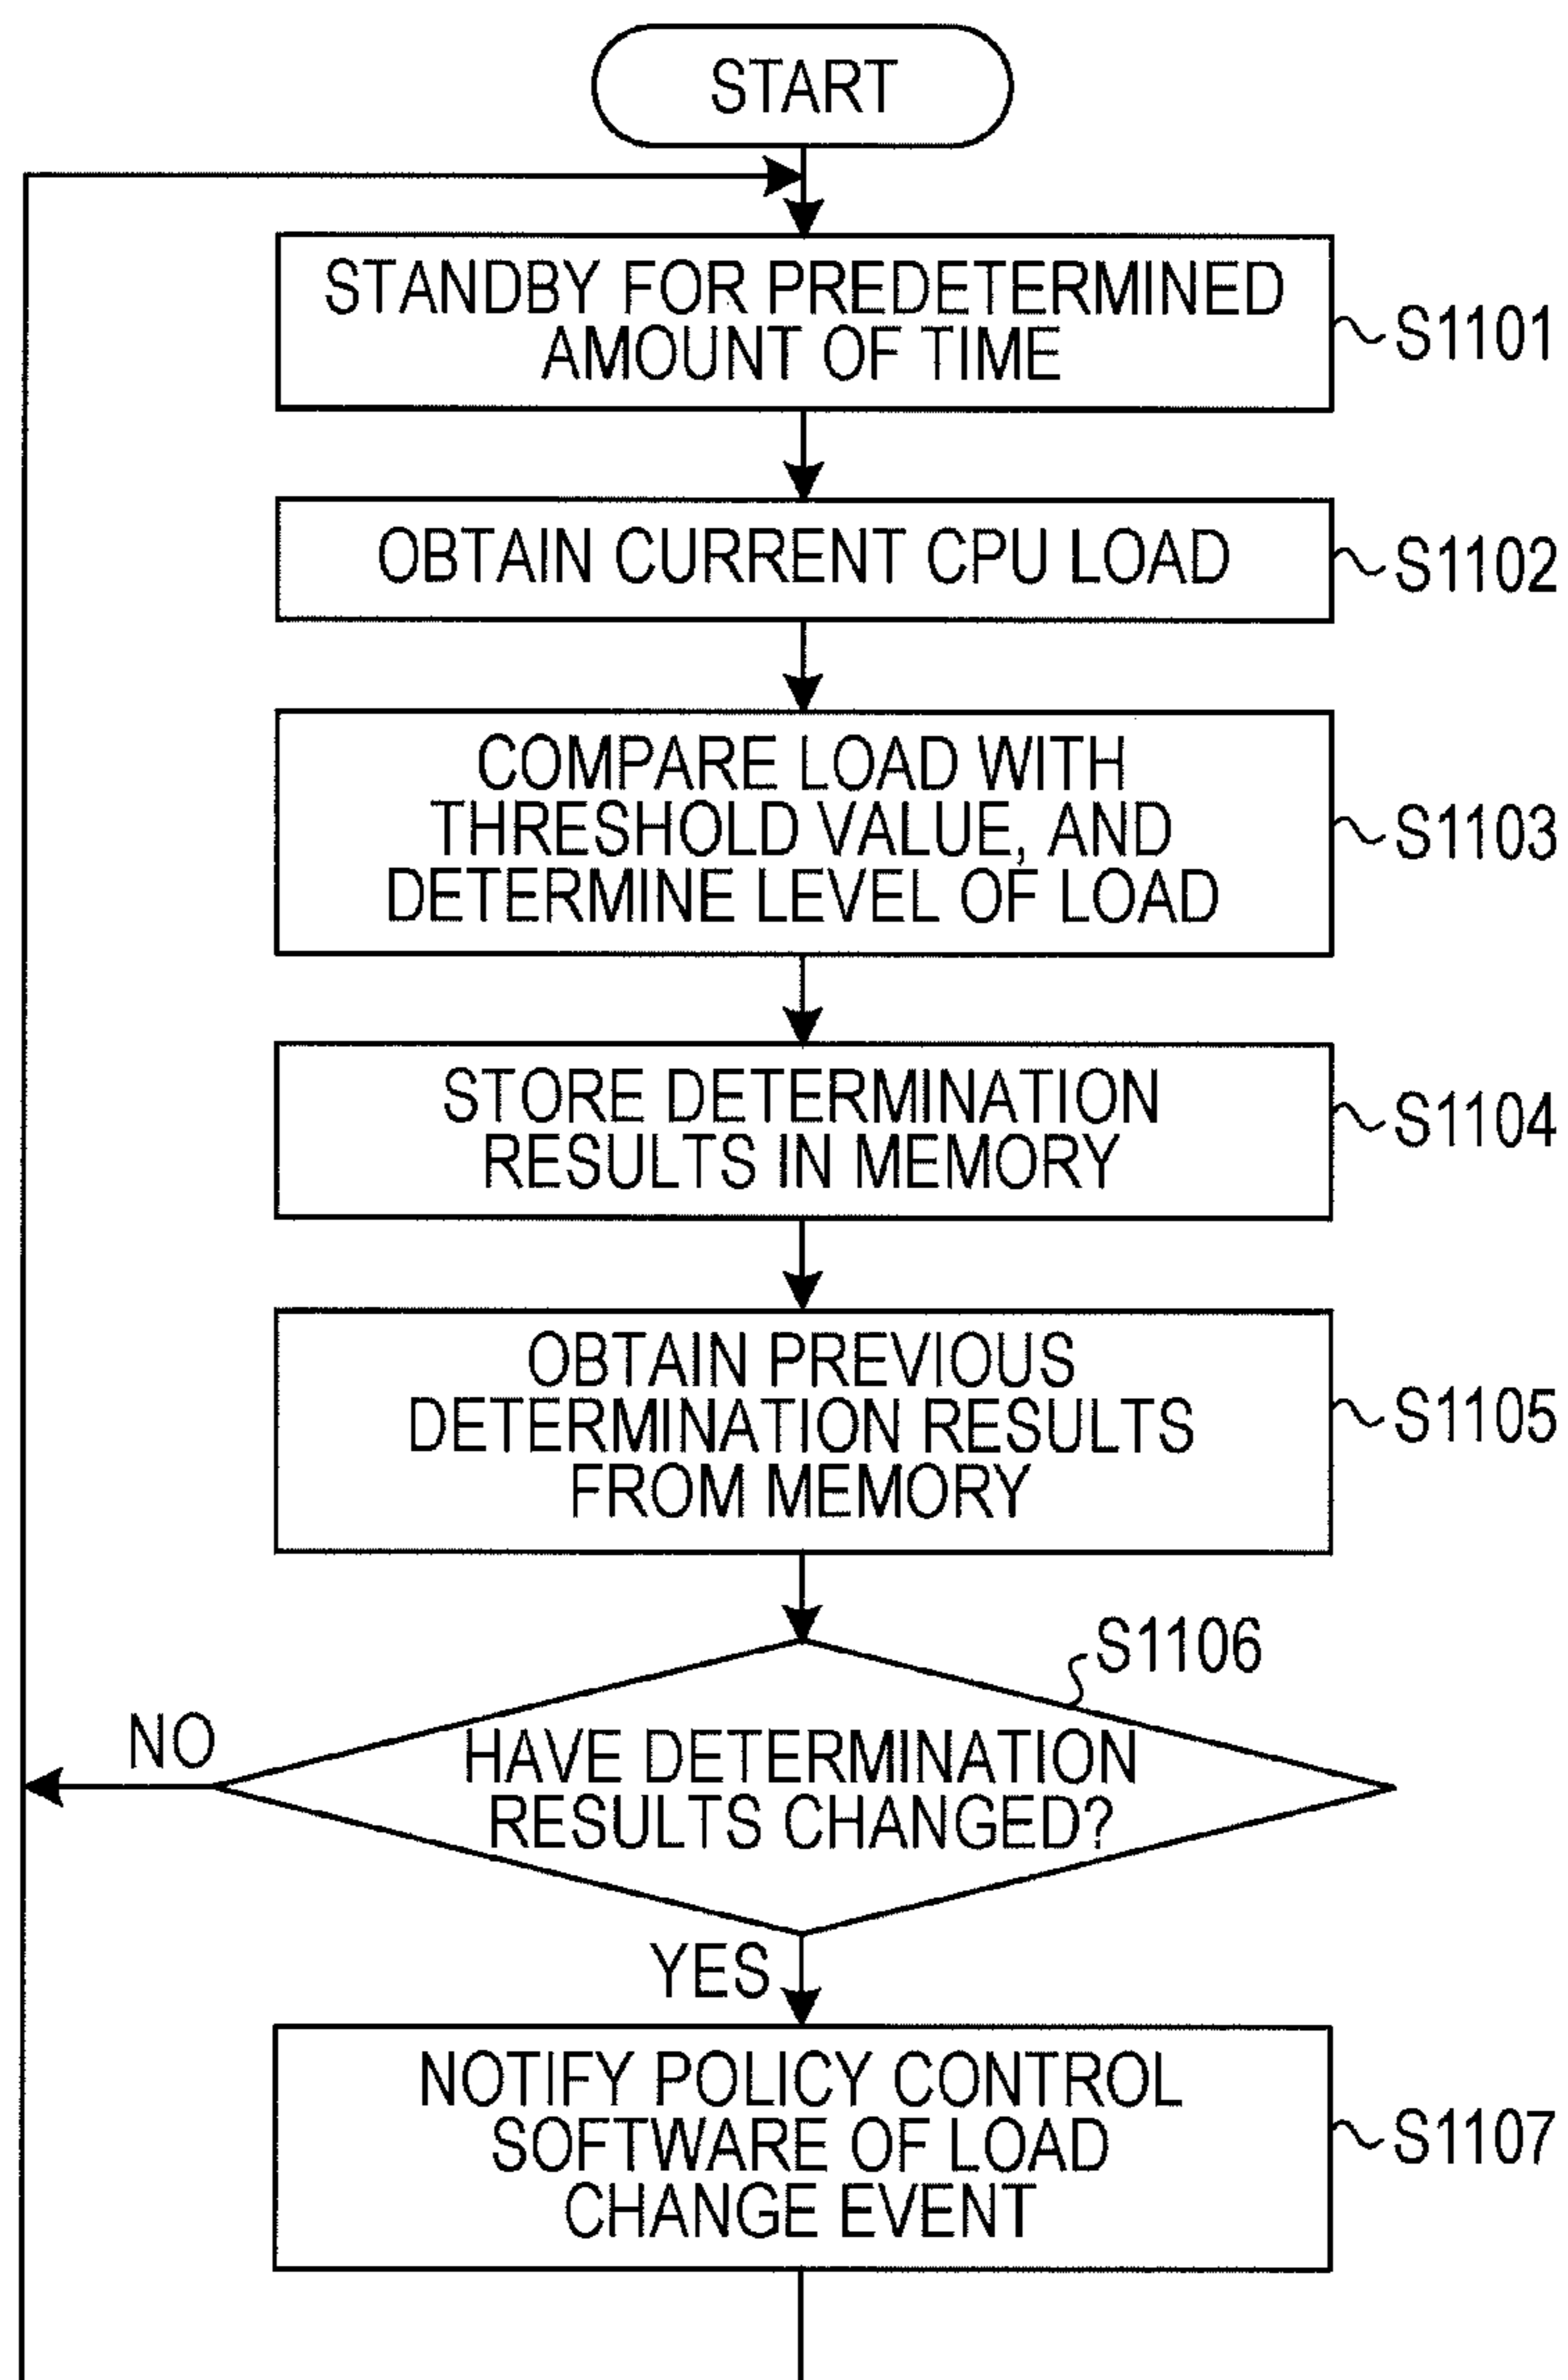 START
STANDBY FOR PREDETERMINED
AMOUNT OF TIME
S1101
OBTAIN CURRENT CPU LOAD
S1102
COMPARE LOAD WITH
THRESHOLD VALUE, AND
DETERMINE LEVEL OF LOAD
S1103
STORE DETERMINATION
RESULTS IN MEMORY
S1104
OBTAIN PREVIOUS
DETERMINATION RESULTS
FROM MEMORY
S1105
S1106
NO
HAVE DETERMINATION
RESULTS CHANGED?
YES
NOTIFY POLICY CONTROL
SOFTWARE OF LOAD
CHANGE EVENT
S1107